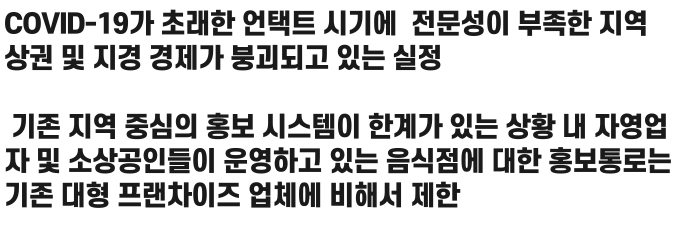 COVID-19가 초래한 언택트 시기에 전문성이 부족한 지역
상권 및 지경 경제가 붕괴되고 있는 실정
기존 지역 중심의 홍보 시스템이 한계가 있는 상황 내 자영업
자 및 소상공인들이 운영하고 있는 음식점에 대한 홍보통로는
기존 대형 프랜차이즈 업체에 비해서 제한